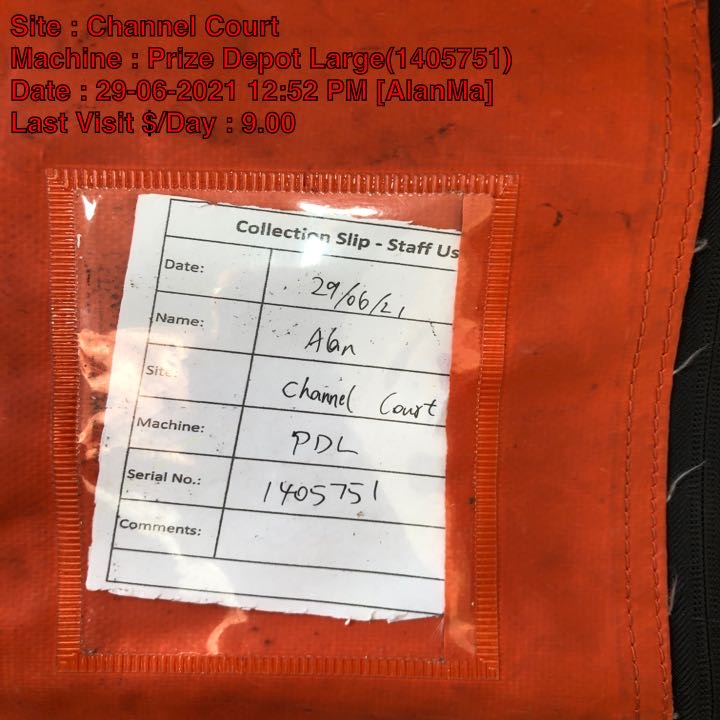 Site : Channel Court
Machine : Prize Depot Large(1405751)
Date : 29-06-2021 12:52 PM [AlanMa]
Last Visit $/Day : 9.00
Collection Slip - Staff Us
Date: 29/06/21
Name: Alan
Site: Channel Court
Machine: PDL
Serial No.: 1405751
Comments: